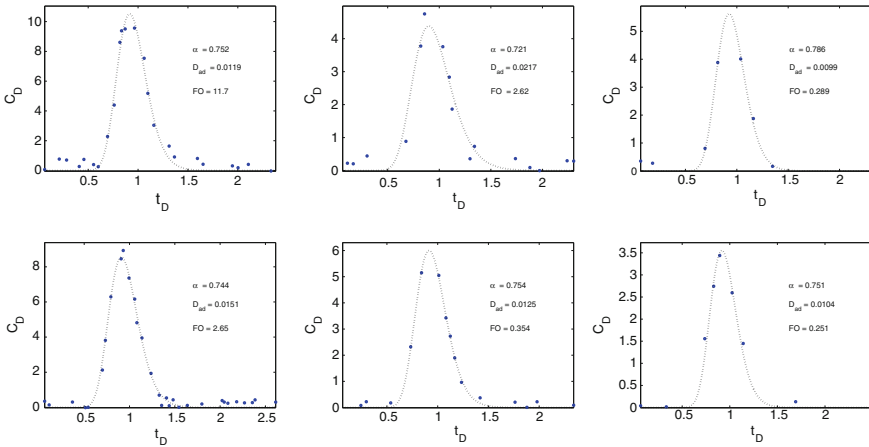 10
8
6
4
2
0
C_D
α = 0.752
D_ad = 0.0119
FO = 11.7
0.5 1 1.5 2
t_D
4
3
2
1
0
C_D
α = 0.721
D_ad = 0.0217
FO = 2.62
0.5 1 1.5 2
t_D
5
4
3
2
1
0
C_D
α = 0.786
D_ad = 0.0099
FO = 0.289
0.5 1 1.5 2
t_D
8
6
4
2
0
C_D
α = 0.744
D_ad = 0.0151
FO = 2.65
0.5 1 1.5 2 2.5
t_D
6
5
4
3
2
1
0
C_D
α = 0.754
D_ad = 0.0125
FO = 0.354
0.5 1 1.5 2
t_D
3.5
3
2.5
2
1.5
1
0.5
0
C_D
α = 0.751
D_ad = 0.0104
FO = 0.251
0.5 1 1.5 2
t_D